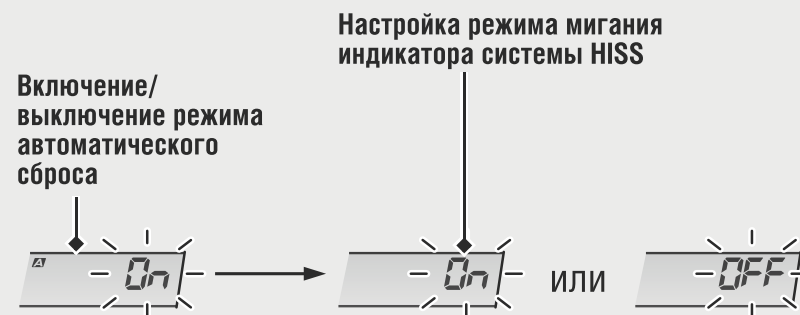 Настройка режима мигания
индикатора системы HISS
Включение/
выключение режима
автоматического
сброса
A On On ИЛИ OFF